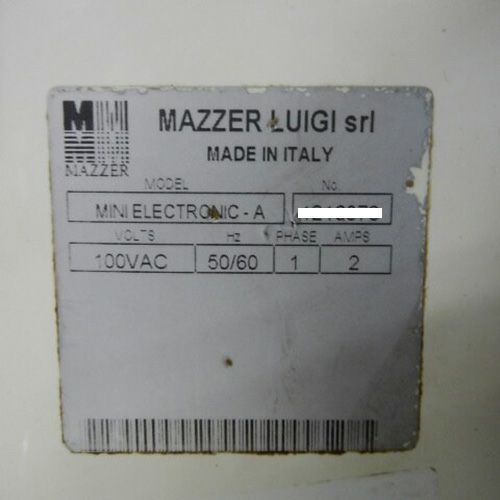 MAZZER LUIGI srl
MADE IN ITALY
MAZZER
MODEL No.
MINI ELECTRONIC - A
VOLTS Hz PHASE AMPS
100VAC 50/60 1 2